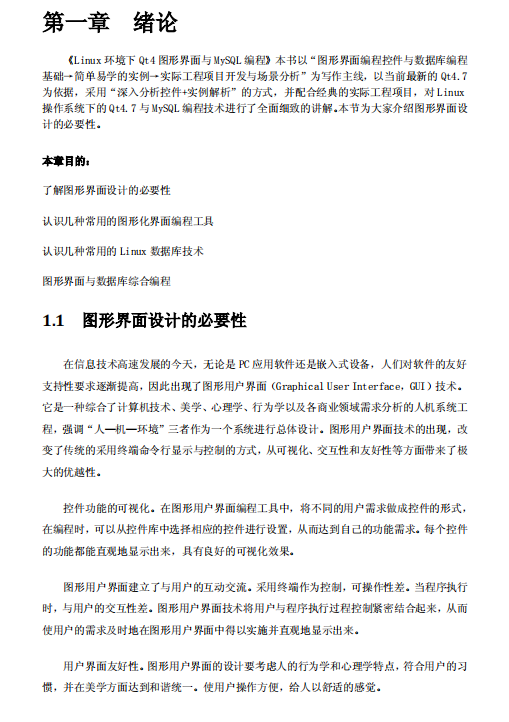 第一章 绪论
《Linux 环境下 Qt4 图形界面与 MySQL 编程》本书以“图形界面编程控件与数据库编程
基础→简单易学的实例→实际工程项目开发与场景分析”为写作主线，以当前最新的 Qt4.7
为依据，采用“深入分析控件+实例解析”的方式，并配合经典的实际工程项目，对 Linux
操作系统下的 Qt4.7 与 MySQL 编程技术进行了全面细致的讲解。本节为大家介绍图形界面设
计的必要性。
本章目的：
了解图形界面设计的必要性
认识几种常用的图形化界面编程工具
认识几种常用的 Linux 数据库技术
图形界面与数据库综合编程
1.1 图形界面设计的必要性
在信息技术高速发展的今天，无论是 PC 应用软件还是嵌入式设备，人们对软件的友好
支持性要求逐渐提高，因此出现了图形用户界面（Graphical User Interface，GUI）技术。
它是一种综合了计算机技术、美学、心理学、行为学以及各商业领域需求分析的人机系统工
程，强调“人—机—环境”三者作为一个系统进行总体设计。图形用户界面技术的出现，改
变了传统的采用终端命令行显示与控制的方式，从可视化、交互性和友好性等方面带来了极
大的优越性。
控件功能的可视化。在图形用户界面编程工具中，将不同的用户需求做成控件的形式，
在编程时，可以从控件库中选择相应的控件进行设置，从而达到自己的功能需求。每个控件
的功能都能直观地显示出来，具有良好的可视化效果。
图形用户界面建立了与用户的互动交流。采用终端作为控制，可操作性差。当程序执行
时，与用户的交互性差。图形用户界面技术将用户与程序执行过程控制紧密结合起来，从而
使用户的需求及时地在图形用户界面中得以实施并直观地显示出来。
用户界面友好性。图形用户界面的设计要考虑人的行为学和心理学特点，符合用户的习
惯，并在美学方面达到和谐统一。使用户操作方便，给人以舒适的感觉。